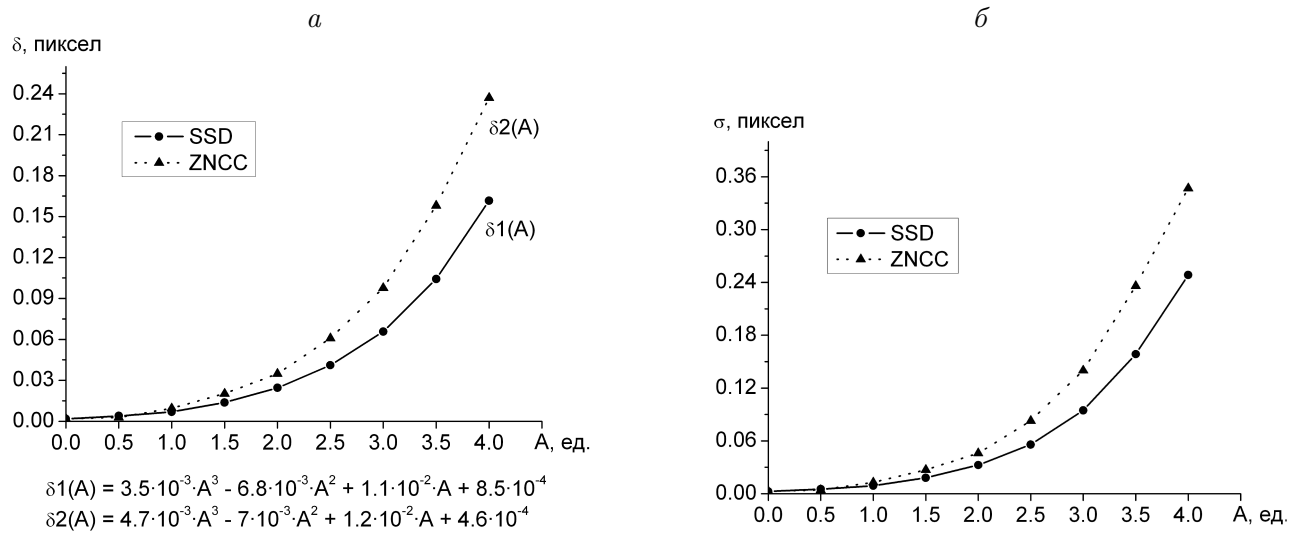 а
δ, пиксел
0.24
0.21
0.18
0.15
0.12
0.09
0.06
0.03
0.00
SSD
ZNCC
δ2(A)
δ1(A)
0.0 0.5 1.0 1.5 2.0 2.5 3.0 3.5 4.0 A, ед.
δ1(A) = 3.5·10⁻³·A³ - 6.8·10⁻³·A² + 1.1·10⁻²·A + 8.5·10⁻⁴
δ2(A) = 4.7·10⁻³·A³ - 7·10⁻³·A² + 1.2·10⁻²·A + 4.6·10⁻⁴
б
σ, пиксел
0.36
0.30
0.24
0.18
0.12
0.06
0.00
SSD
ZNCC
0.0 0.5 1.0 1.5 2.0 2.5 3.0 3.5 4.0 A, ед.